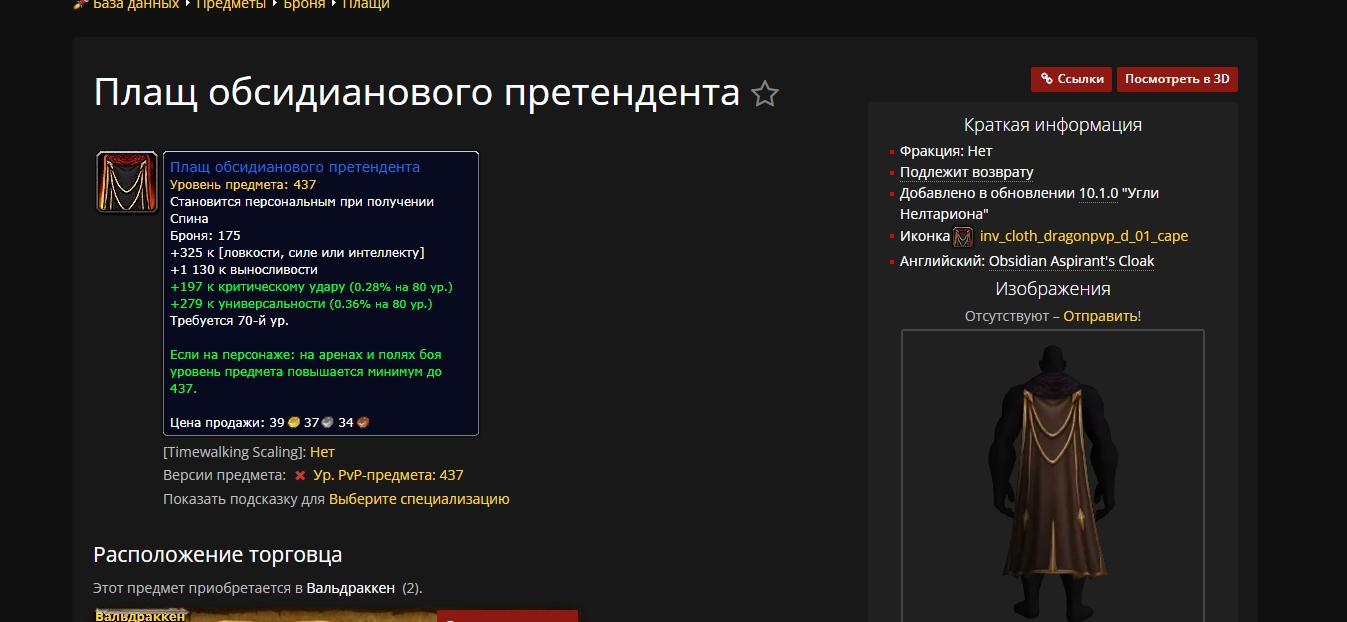 База данных ▸ Предметы ▸ Броня ▸ Плащи
Плащ обсидианового претендента
Ссылки
Посмотреть в 3D
Плащ обсидианового претендента
Уровень предмета: 437
Становится персональным при получении
Спина
Броня: 175
+325 к [ловкости, силе или интеллекту]
+1 130 к выносливости
+197 к критическому удару (0.28% на 80 ур.)
+279 к универсальности (0.36% на 80 ур.)
Требуется 70-й ур.
Если на персонаже: на аренах и полях боя
уровень предмета повышается минимум до
437.
Цена продажи: 39 37 34
[Timewalking Scaling]: Нет
Версии предмета: Ур. PvP-предмета: 437
Показать подсказку для Выберите специализацию
Расположение торговца
Этот предмет приобретается в Вальдраккен (2).
Вальдраккен
Краткая информация
Фракция: Нет
Подлежит возврату
Добавлено в обновлении 10.1.0 "Угли
Нелтариона"
Иконка inv_cloth_dragonpvp_d_01_cape
Английский: Obsidian Aspirant's Cloak
Изображения
Отсутствуют – Отправить!